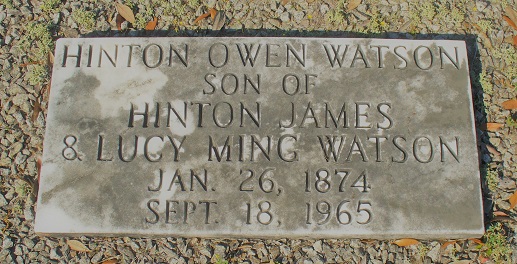 HINTON OWEN WATSON
SON OF
HINTON JAMES
& LUCY MING WATSON
JAN. 26, 1874
SEPT. 18, 1965